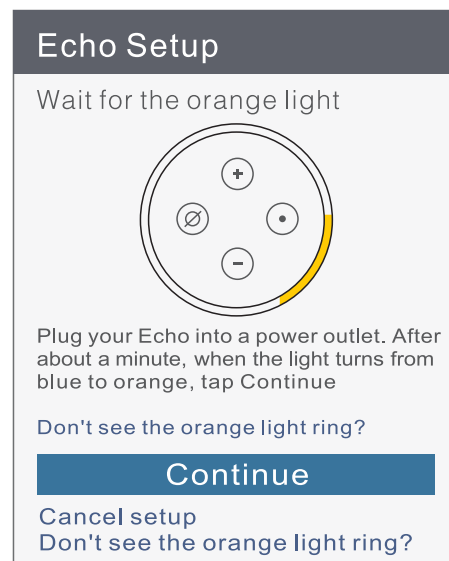 Echo Setup
Wait for the orange light
Plug your Echo into a power outlet. After
about a minute, when the light turns from
blue to orange, tap Continue
Don't see the orange light ring?
Continue
Cancel setup
Don't see the orange light ring?